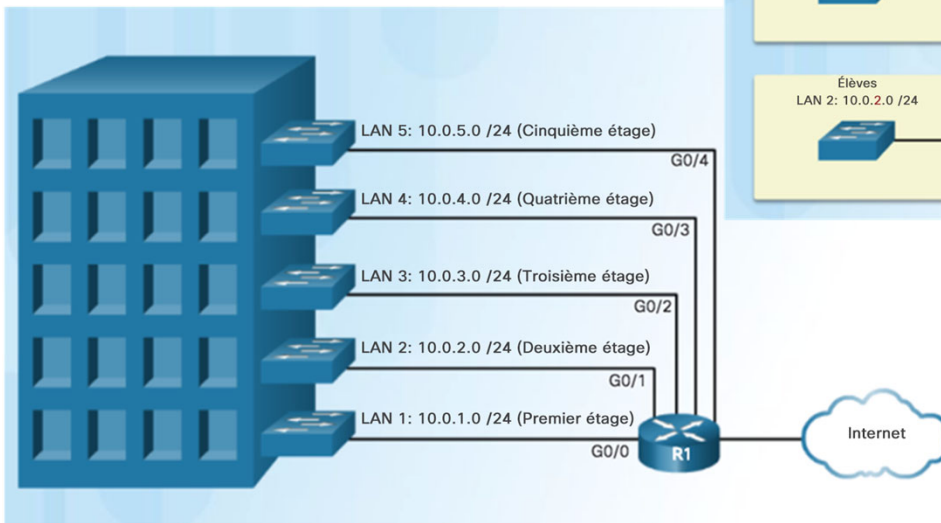 Élèves
LAN 2: 10.0.2.0 /24
LAN 5: 10.0.5.0 /24 (Cinquième étage)
G0/4
LAN 4: 10.0.4.0 /24 (Quatrième étage)
G0/3
LAN 3: 10.0.3.0 /24 (Troisième étage)
G0/2
LAN 2: 10.0.2.0 /24 (Deuxième étage)
G0/1
LAN 1: 10.0.1.0 /24 (Premier étage)
G0/0
R1
Internet